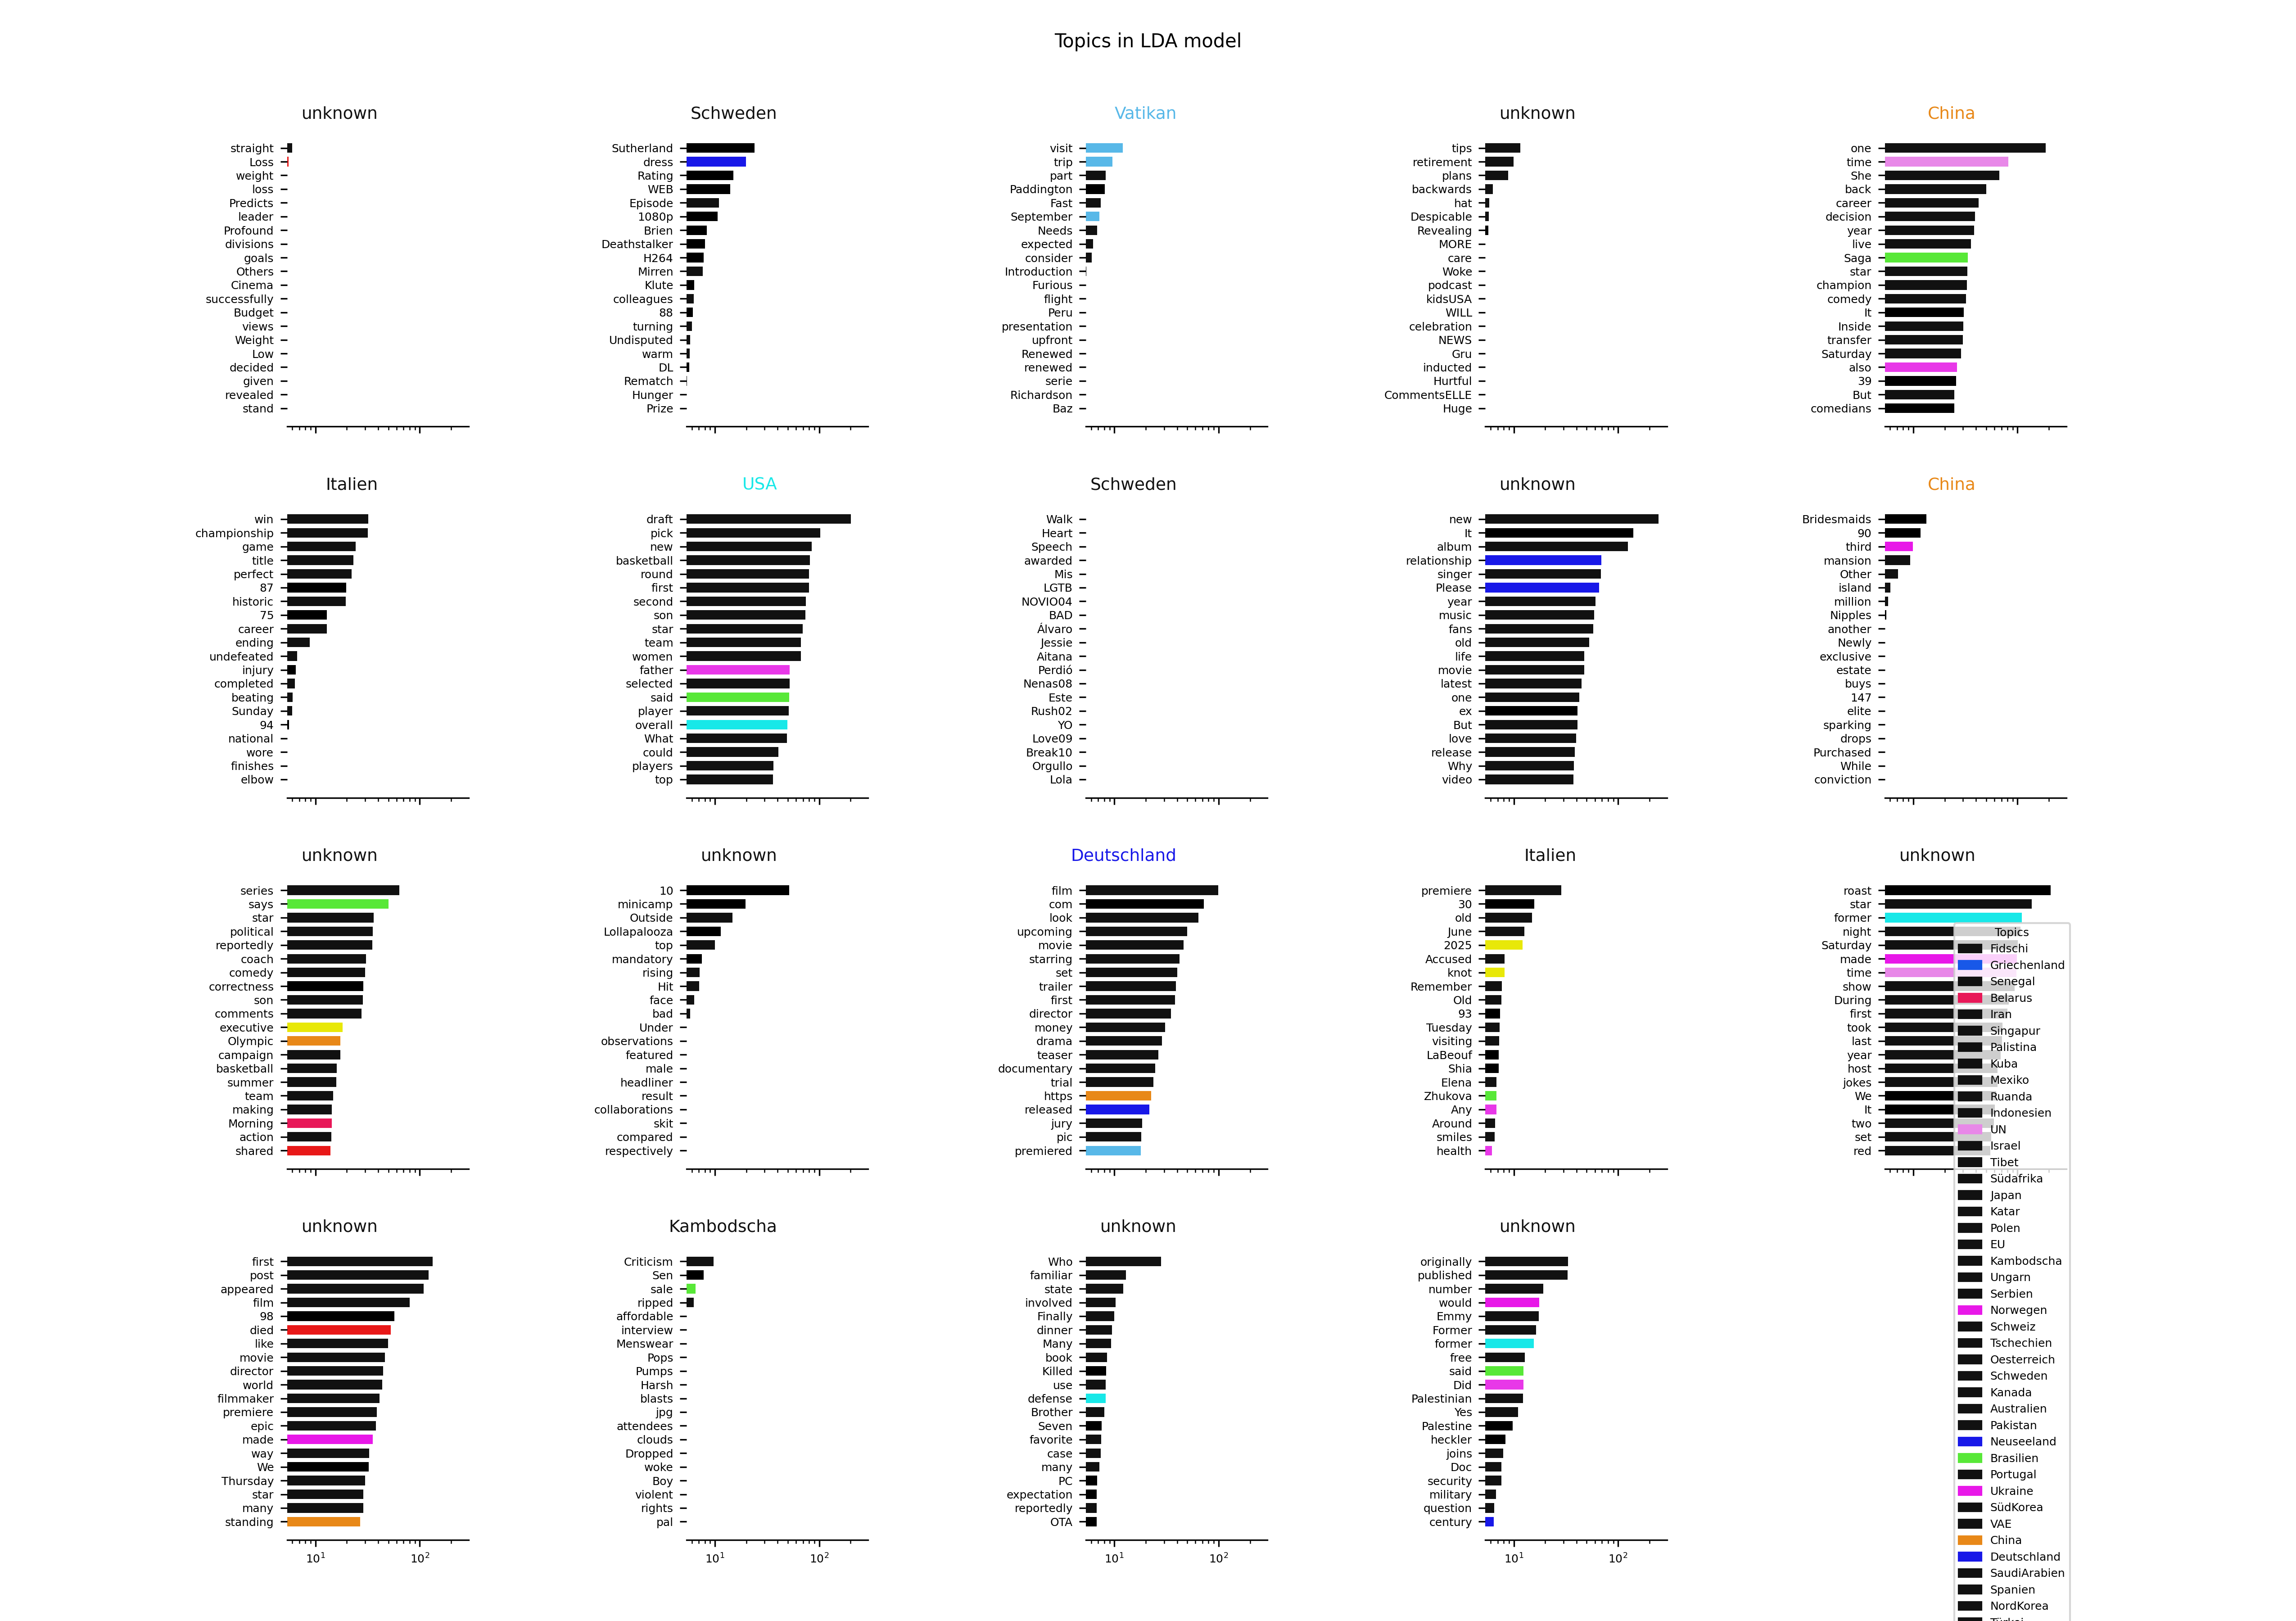 Topics in LDA model
unknown
straight
Loss
weight
loss
Predicts
leader
Profound
divisions
goals
Others
Cinema
successfully
Budget
views
Weight
Low
decided
given
revealed
stand
Schweden
Sutherland
dress
Rating
WEB
Episode
1080p
Brien
Deathstalker
H264
Mirren
Klute
colleagues
88
turning
Undisputed
warm
DL
Rematch
Hunger
Prize
Vatikan
visit
trip
part
Paddington
Fast
September
Needs
expected
consider
Introduction
Furious
flight
Peru
presentation
upfront
Renewed
renewed
serie
Richardson
Baz
unknown
tips
retirement
plans
backwards
hat
Despicable
Revealing
MORE
care
Woke
podcast
kidsUSA
WILL
celebration
NEWS
Gru
inducted
Hurtful
CommentsELLE
Huge
China
one
time
She
back
career
decision
year
live
Saga
star
champion
comedy
It
Inside
transfer
Saturday
also
39
But
comedians
Italien
win
championship
game
title
perfect
87
historic
75
career
ending
undefeated
injury
completed
beating
Sunday
94
national
wore
finishes
elbow
USA
draft
pick
new
basketball
round
first
second
son
star
team
women
father
selected
said
player
overall
What
could
players
top
Schweden
Walk
Heart
Speech
awarded
Mis
LGTB
NOVIO04
BAD
Álvaro
Jessie
Aitana
Perdió
Nenas08
Este
Rush02
YO
Love09
Break10
Orgullo
Lola
unknown
new
It
album
relationship
singer
Please
year
music
fans
old
life
movie
latest
one
ex
But
love
release
Why
video
China
Bridesmaids
90
third
mansion
Other
island
million
Nipples
another
Newly
exclusive
estate
buys
147
elite
sparking
drops
Purchased
While
conviction
unknown
series
says
star
political
reportedly
coach
comedy
correctness
son
comments
executive
Olympic
campaign
basketball
summer
team
making
Morning
action
shared
unknown
10
minicamp
Outside
Lollapalooza
top
mandatory
rising
Hit
face
bad
Under
observations
featured
male
headliner
result
collaborations
skit
compared
respectively
Deutschland
film
com
look
upcoming
movie
starring
set
trailer
first
director
money
drama
teaser
documentary
trial
https
released
jury
pic
premiered
Italien
premiere
30
old
June
2025
Accused
knot
Remember
Old
93
Tuesday
visiting
LaBeouf
Shia
Elena
Zhukova
Any
Around
smiles
health
unknown
roast
star
former
night
Saturday
made
time
show
During
first
took
last
year
host
jokes
We
It
two
set
red
unknown
first
post
appeared
film
98
died
like
movie
director
world
filmmaker
premiere
epic
made
way
We
Thursday
star
many
standing
10¹ 10²
Kambodscha
Criticism
Sen
sale
ripped
affordable
interview
Menswear
Pops
Pumps
Harsh
blasts
jpg
attendees
clouds
Dropped
woke
Boy
violent
rights
pal
10¹ 10²
unknown
Who
familiar
state
involved
Finally
dinner
Many
book
Killed
use
defense
Brother
Seven
favorite
case
many
PC
expectation
reportedly
OTA
10¹ 10²
unknown
originally
published
number
would
Emmy
Former
former
free
said
Did
Palestinian
Yes
Palestine
heckler
joins
Doc
security
military
question
century
10¹ 10²
Topics
Fidschi
Griechenland
Senegal
Belarus
Iran
Singapur
Palistina
Kuba
Mexiko
Ruanda
Indonesien
UN
Israel
Tibet
Südafrika
Japan
Katar
Polen
EU
Kambodscha
Ungarn
Serbien
Norwegen
Schweiz
Tschechien
Oesterreich
Schweden
Kanada
Australien
Pakistan
Neuseeland
Brasilien
Portugal
Ukraine
SüdKorea
VAE
China
Deutschland
SaudiArabien
Spanien
NordKorea